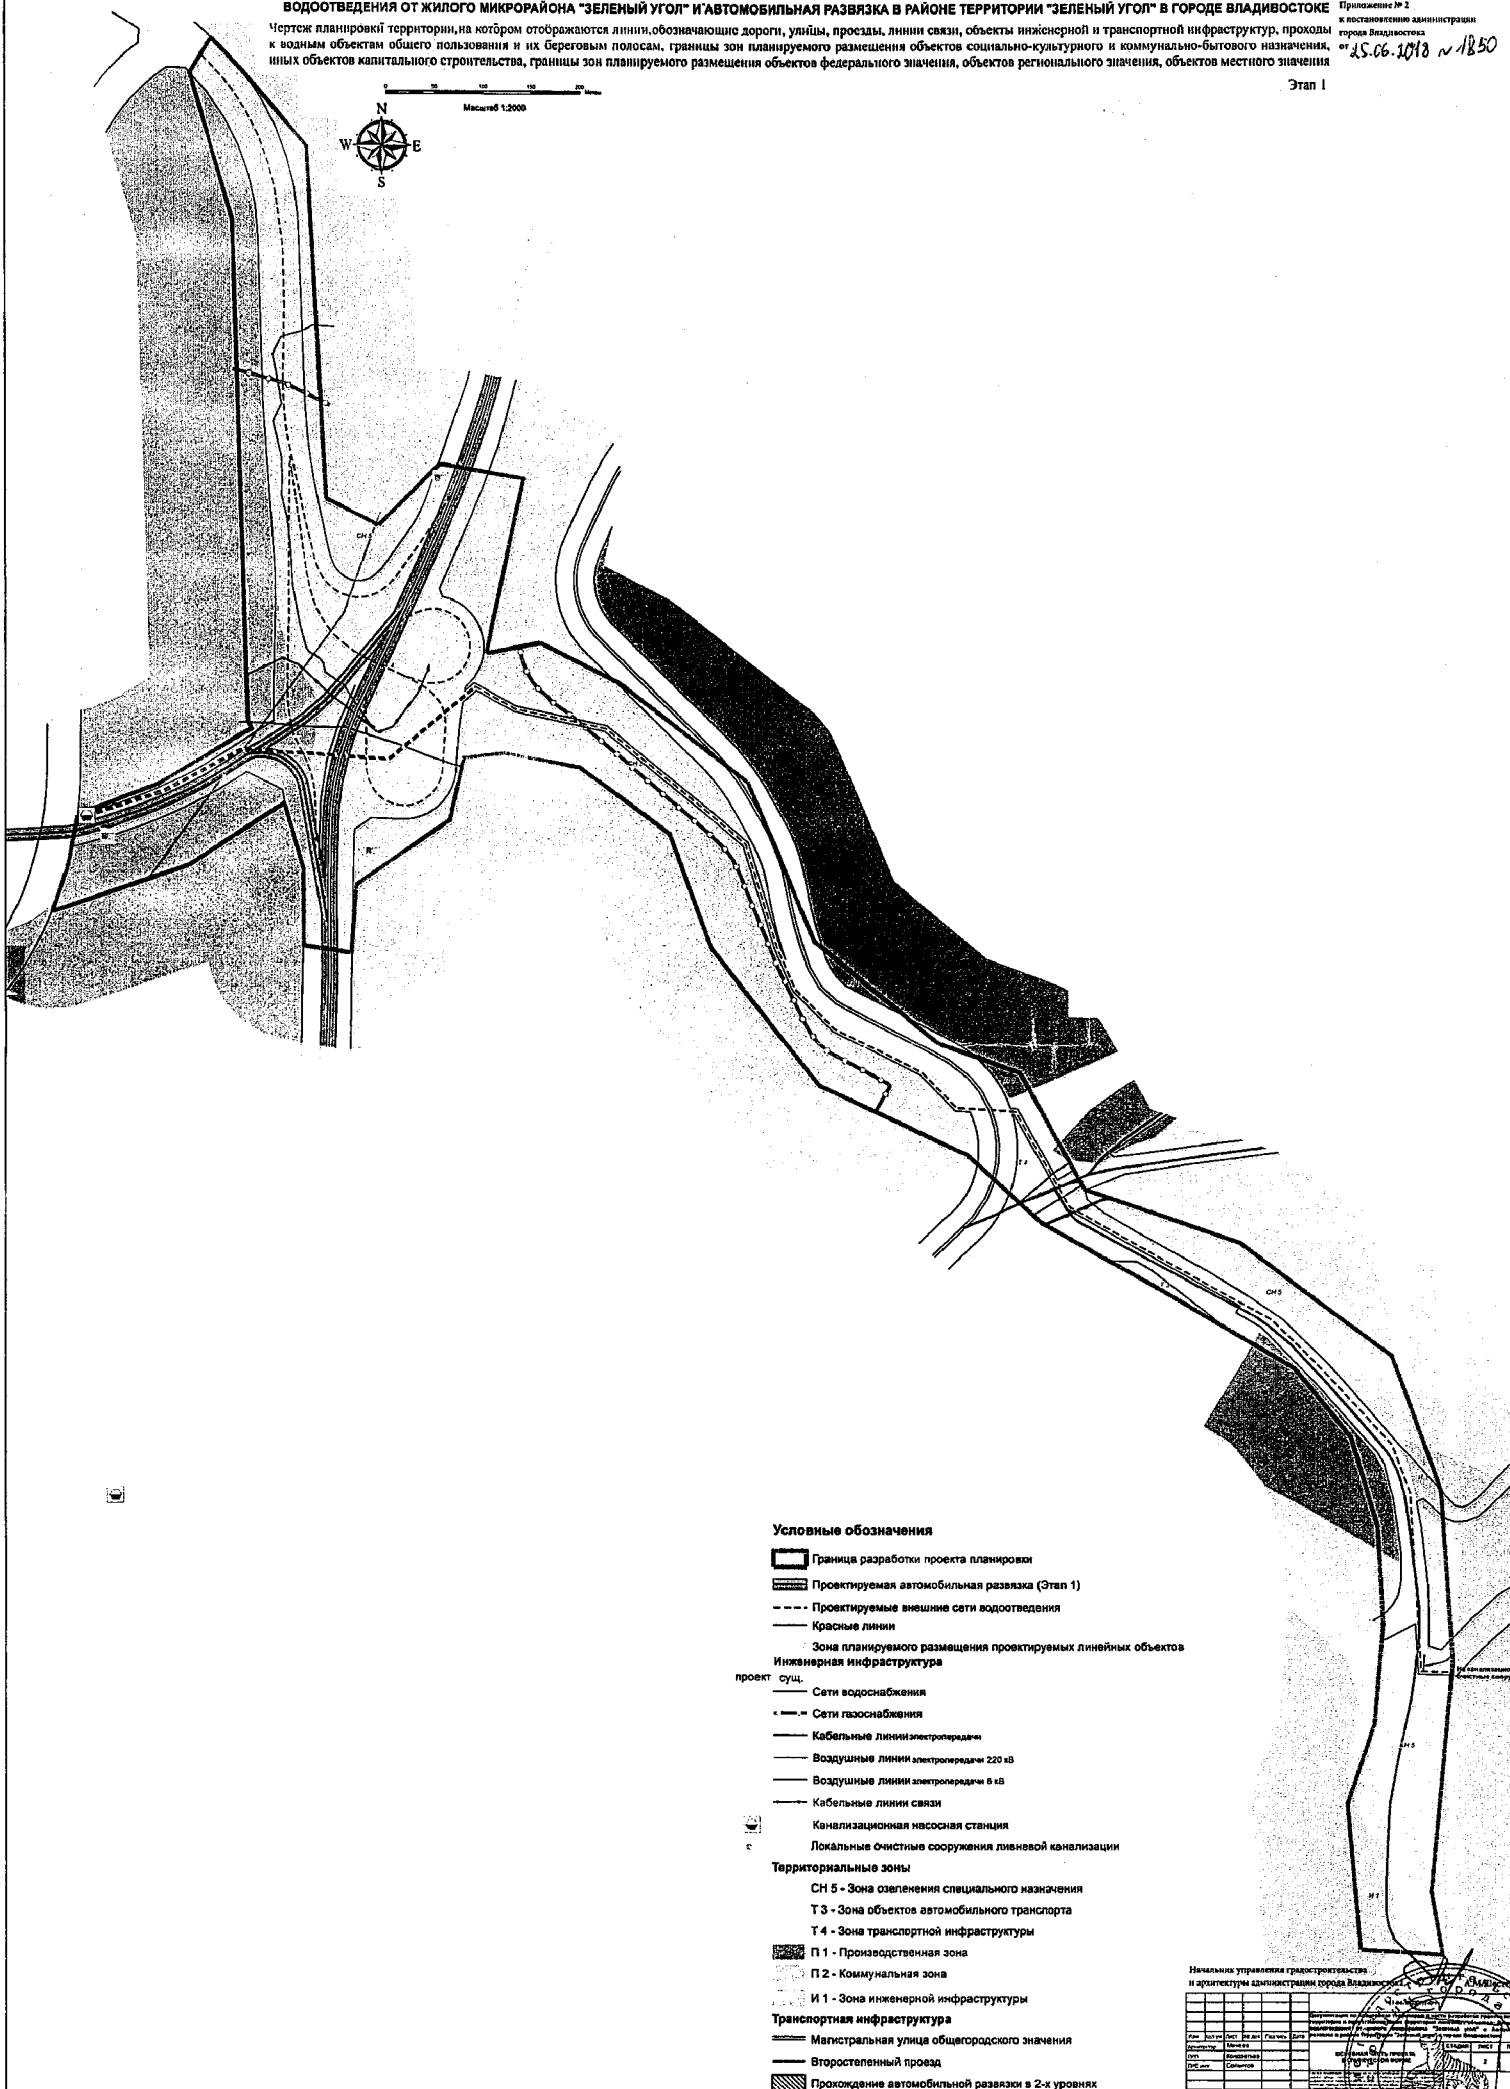 ВОДООТВЕДЕНИЯ ОТ ЖИЛОГО МИКРОРАЙОНА "ЗЕЛЕНЫЙ УГОЛ" И АВТОМОБИЛЬНАЯ РАЗВЯЗКА В РАЙОНЕ ТЕРРИТОРИИ "ЗЕЛЕНЫЙ УГОЛ" В ГОРОДЕ ВЛАДИВОСТОКЕ
Приложение № 2
к постановлению администрации
города Владивостока
от 25.06.2018 N 1850
Чертеж планировки территории, на котором отображаются линии, обозначающие дороги, улицы, проезды, линии связи, объекты инженерной и транспортной инфраструктур, проходы
к водным объектам общего пользования и их береговым полосам, границы зон планируемого размещения объектов социально-культурного и коммунально-бытового назначения,
иных объектов капитального строительства, границы зон планируемого размещения объектов федерального значения, объектов регионального значения, объектов местного значения
Этап 1
0 50 100 150 200
Метры
Масштаб 1:2000
N
W E
S
СН 5
Условные обозначения
Граница разработки проекта планировки
Проектируемая автомобильная развязка (Этап 1)
Проектируемые внешние сети водоотведения
Красные линии
Зона планируемого размещения проектируемых линейных объектов
Инженерная инфраструктура
проект сущ.
Сети водоснабжения
Сети газоснабжения
Кабельные линии электропередачи
Воздушные линии электропередачи 220 кВ
Воздушные линии электропередачи 6 кВ
Кабельные линии связи
Канализационная насосная станция
Локальные очистные сооружения ливневой канализации
Территориальные зоны
СН 5 - Зона озеленения специального назначения
Т 3 - Зона объектов автомобильного транспорта
Т 4 - Зона транспортной инфраструктуры
П 1 - Производственная зона
П 2 - Коммунальная зона
И 1 - Зона инженерной инфраструктуры
Транспортная инфраструктура
Магистральная улица общегородского значения
Второстепенный проезд
Прохождение автомобильной развязки в 2-х уровнях
Начальник управления градостроительства
и архитектуры администрации города Владивостока